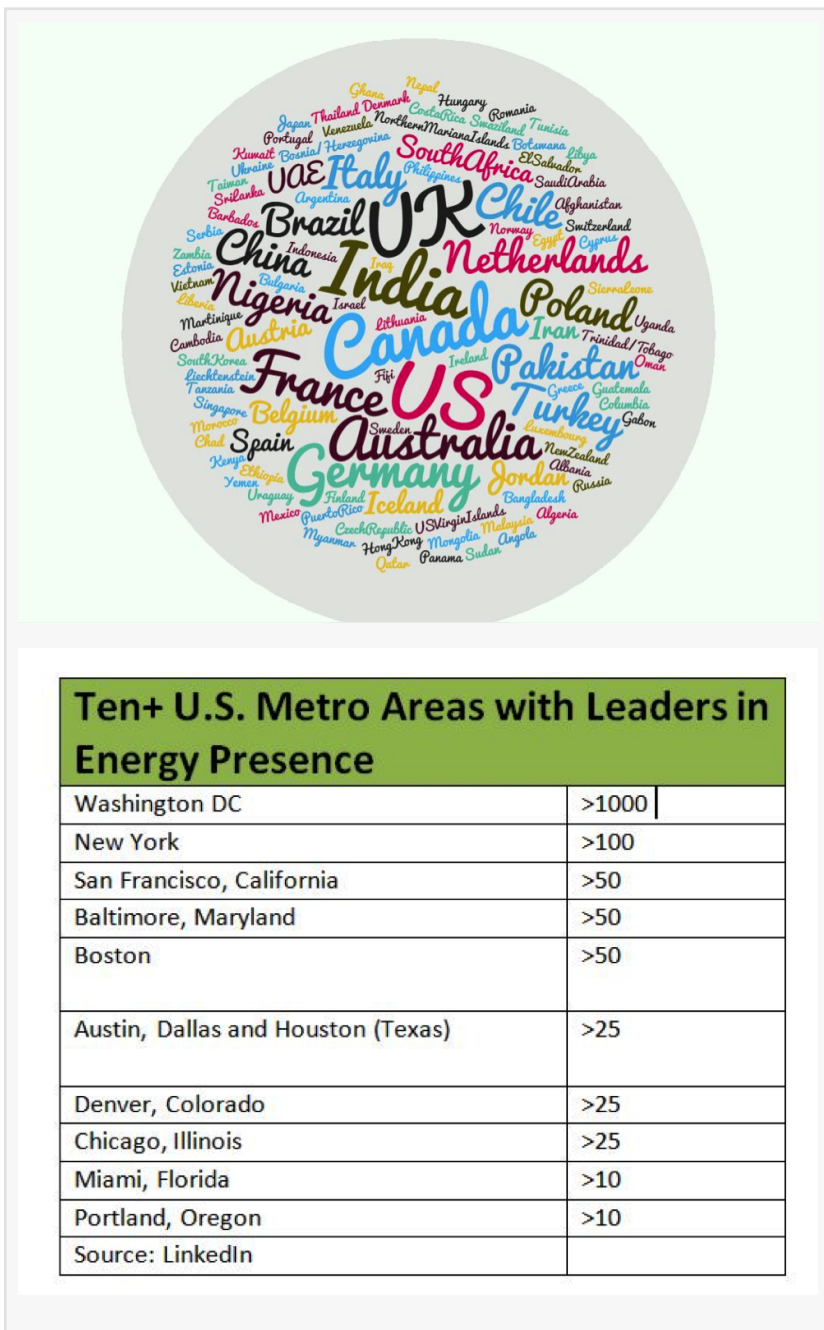 Nepal
Ghana
Hungary
Thailand Denmark
CostaRica Swaziland
Romania
Japan
Venezuela
NorthernMarianaIslands
Tunisia
Portugal
Botswana
Kuwait
Bosnia/Herzegovina
SouthAfrica
ElSalvador
Libya
Ukraine
UAE
Italy
Philippines
SaudiArabia
Taiwan
Srilanka
Argentina
UK
Chile
Afghanistan
Barbados
Brazil
Norway
Switzerland
Serbia
China
Indonesia
Egypt
Cyprus
Zambia
Estonia
India
Iraq
Netherlands
Vietnam
Nigeria
Bulgaria
SierraLeone
Liberia
Israel
Poland
Martinique
Lithuania
Canada
Uganda
Cambodia
Austria
Iran
Trinidad/Tobago
SouthKorea
France
Fiji
Ireland
Pakistan
Oman
Liechtenstein
US
Greece
Guatemala
Tanzania
Turkey
Columbia
Singapore
Belgium
Gabon
Morocco
Sweden
Luxembourg
Chad
Spain
Australia
NewZealand
Kenya
Germany
Albania
Ethiopia
Jordan
Russia
Yemen
Uruguay
Finland
Iceland
Bangladesh
Mexico
PuertoRico
USVirginIslands
Malaysia
Algeria
CzechRepublic
Myanmar
HongKong
Mongolia
Angola
Qatar
Panama
Sudan
Ten+ U.S. Metro Areas with Leaders in
Energy Presence
Washington DC >1000
New York >100
San Francisco, California >50
Baltimore, Maryland >50
Boston >50
Austin, Dallas and Houston (Texas) >25
Denver, Colorado >25
Chicago, Illinois >25
Miami, Florida >10
Portland, Oregon >10
Source: LinkedIn